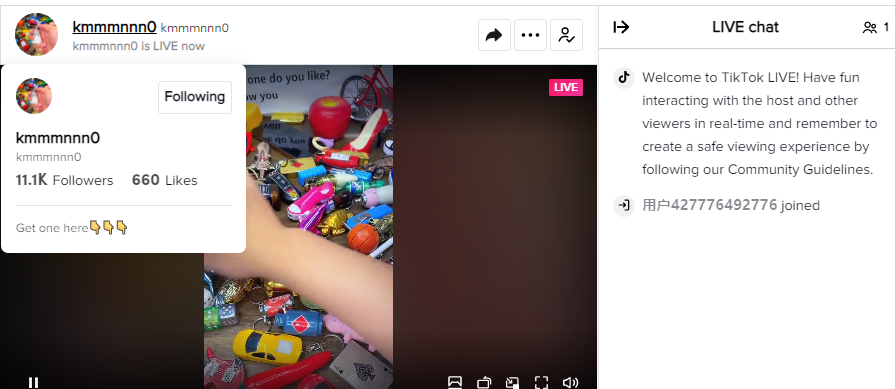 kmmmnnn0 kmmmnnn0
kmmmnnn0 is LIVE now
LIVE chat
1
Following
kmmmnnn0
kmmmnnn0
11.1K Followers 660 Likes
Get one here👇👇👇
one do you like?
ow you
LIVE
Welcome to TikTok LIVE! Have fun
interacting with the host and other
viewers in real-time and remember to
create a safe viewing experience by
following our Community Guidelines.
用户427776492776 joined